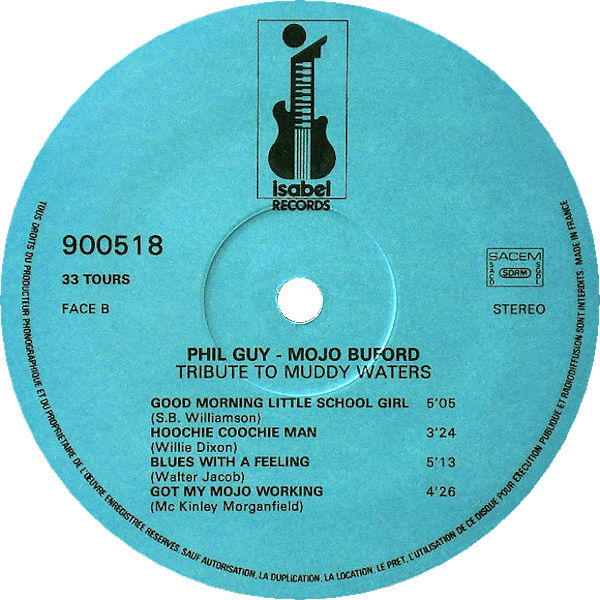 isabel
RECORDS
900518
33 TOURS
FACE B
SACEM
SACD SDRM SGDL
STEREO
PHIL GUY - MOJO BUFORD
TRIBUTE TO MUDDY WATERS
GOOD MORNING LITTLE SCHOOL GIRL 5'05
(S.B. Williamson)
HOOCHIE COOCHIE MAN 3'24
(Willie Dixon)
BLUES WITH A FEELING 5'13
(Walter Jacob)
GOT MY MOJO WORKING 4'26
(Mc Kinley Morganfield)
TOUS DROITS DU PRODUCTEUR PHONOGRAPHIQUE ET DU PROPRIETAIRE DE L'ŒUVRE ENREGISTREE RESERVES. SAUF AUTORISATION, LA DUPLICATION, LA LOCATION, LE PRET, L'UTILISATION DE CE DISQUE POUR EXECUTION PUBLIQUE ET RADIODIFFUSION SONT INTERDITS. MADE IN FRANCE